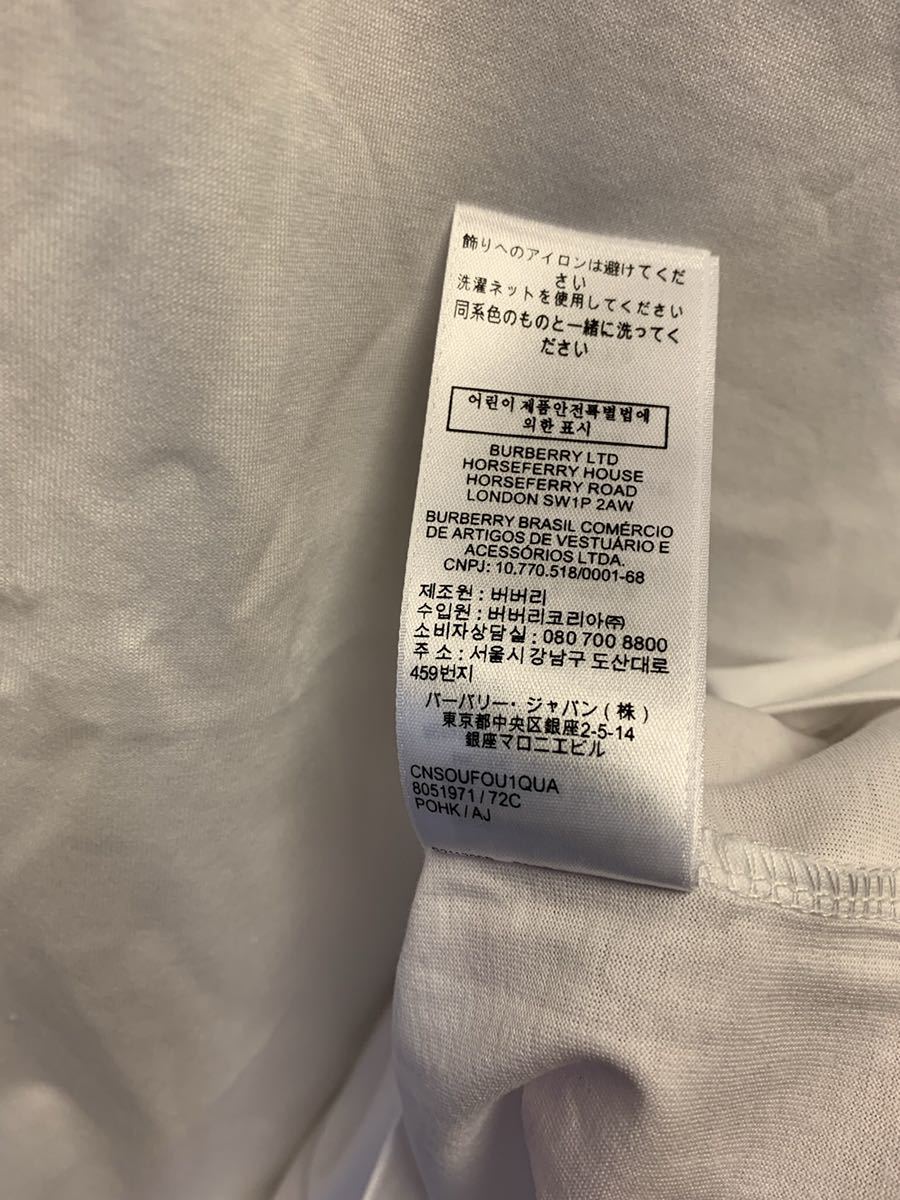 飾りへのアイロンは避けてくだ
さい
洗濯ネットを使用してください
同系色のものと一緒に洗ってく
ださい
어린이 제품안전특별법에
의한 표시
BURBERRY LTD
HORSEFERRY HOUSE
HORSEFERRY ROAD
LONDON SW1P 2AW
BURBERRY BRASIL COMÉRCIO
DE ARTIGOS DE VESTUÁRIO E
ACESSÓRIOS LTDA.
CNPJ: 10.770.518/0001-68
제조원 : 버버리
수입원 : 버버리코리아㈜
소비자상담실 : 080 700 8800
주 소 : 서울시 강남구 도산대로
459번지
バーバリー・ジャパン(株)
東京都中央区銀座2-5-14
銀座マロニエビル
CNSOUFOU1QUA
8051971 / 72C
POHK / AJ